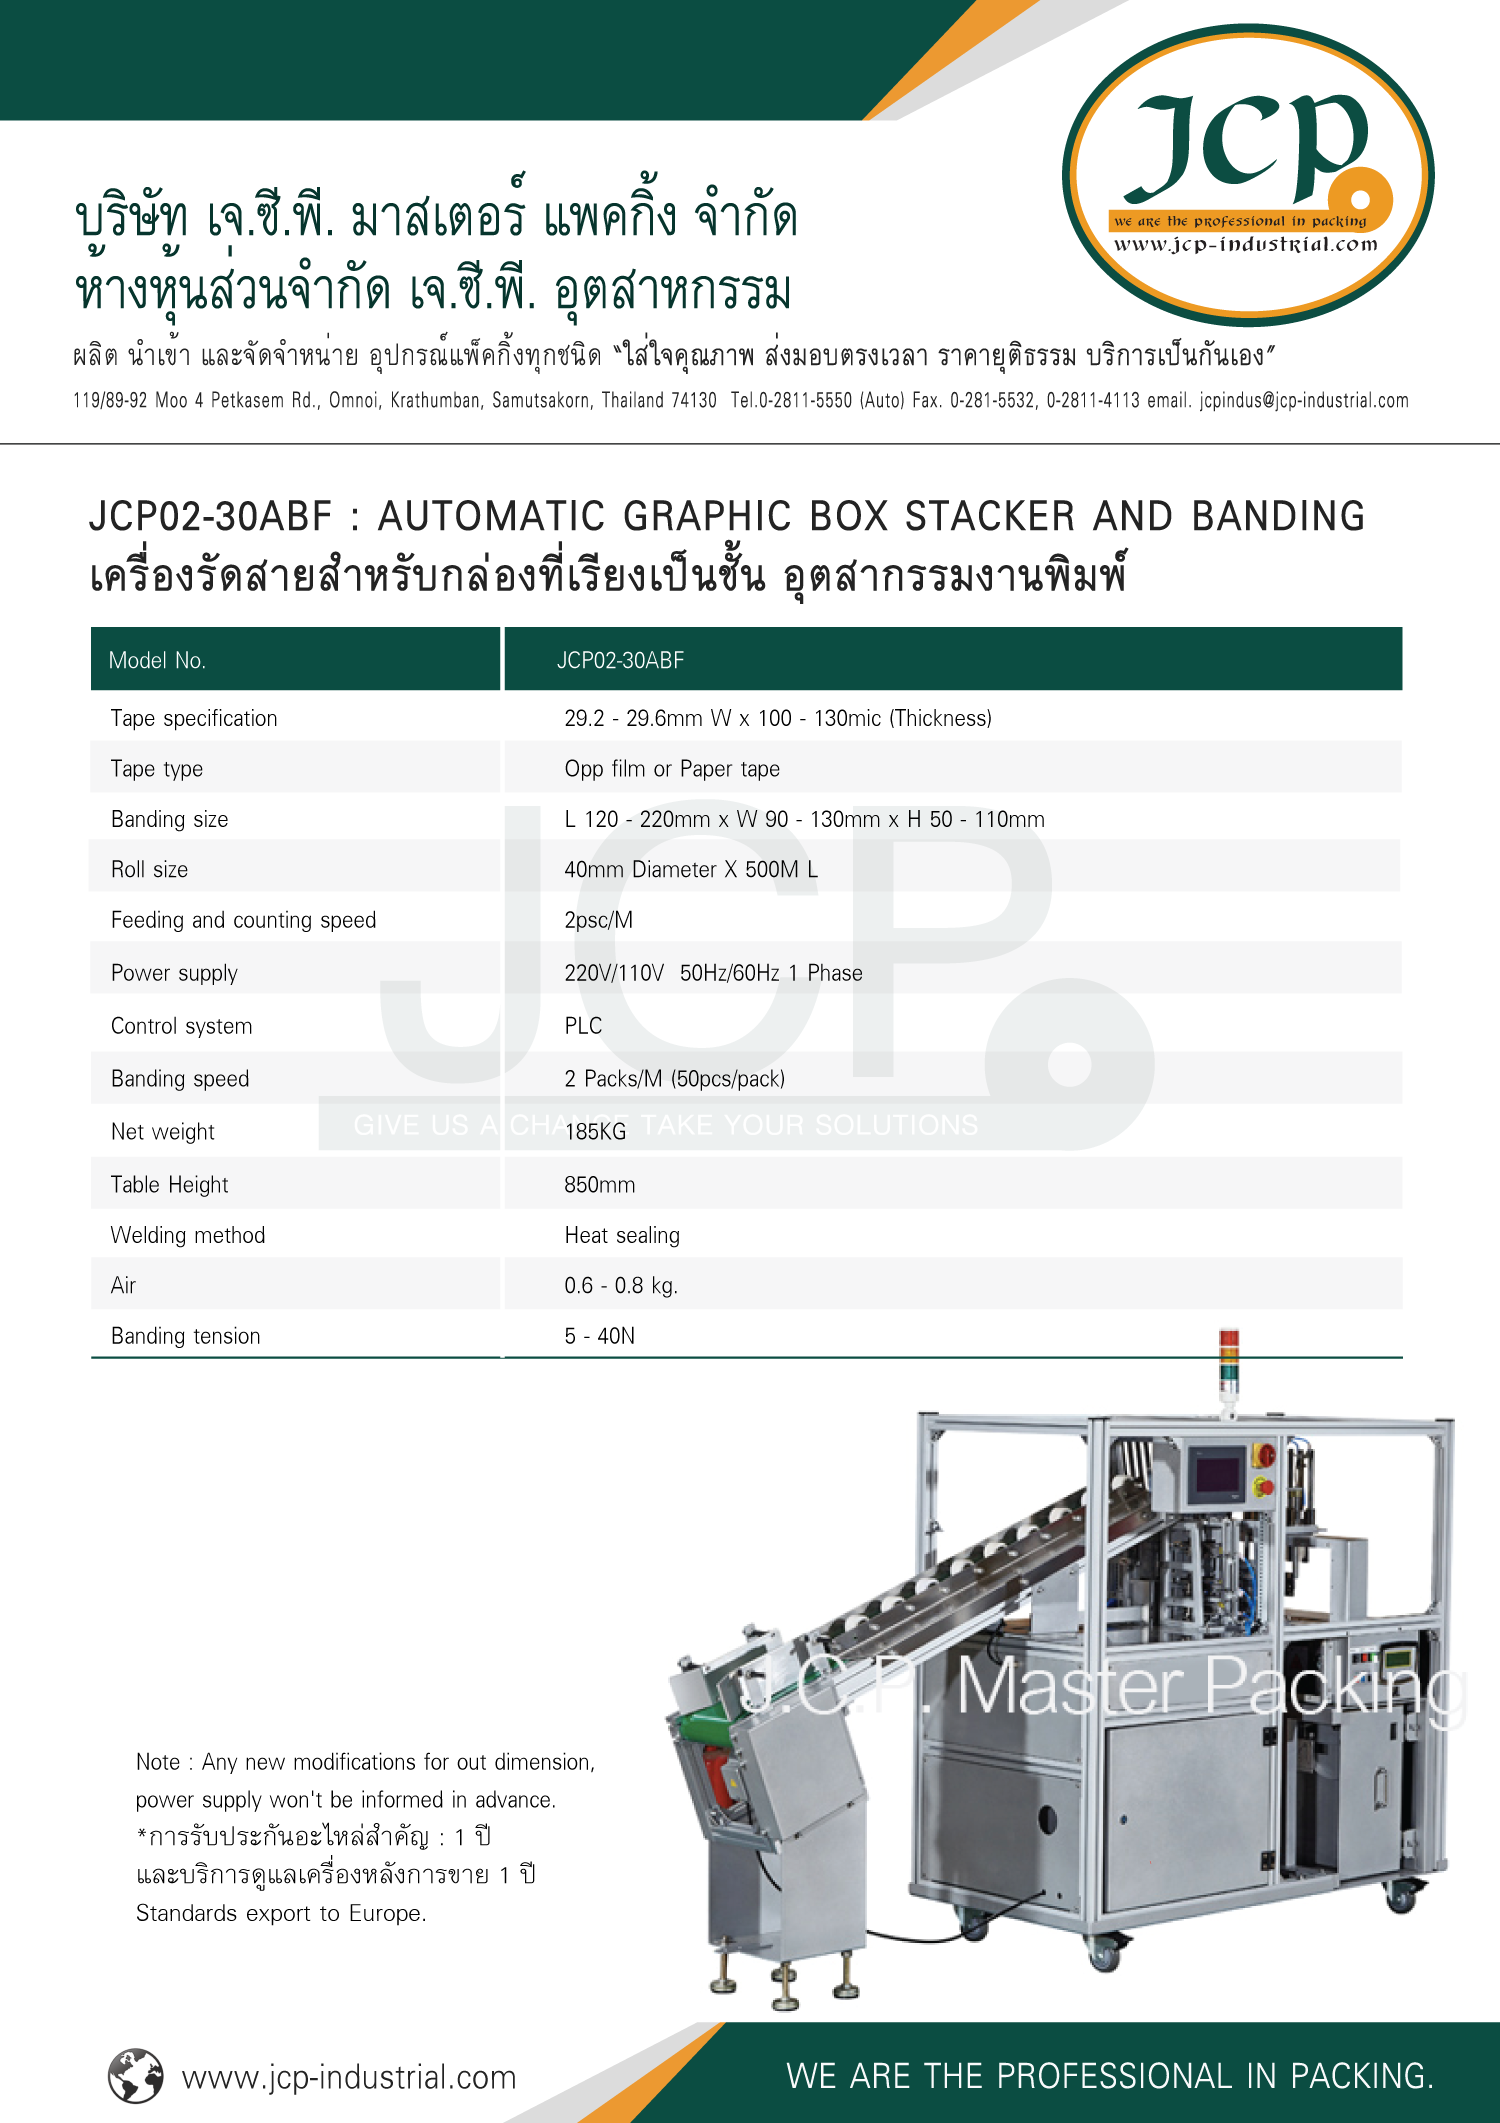 JCP
we are the professional in packing
www.jcp-industrial.com
บริษัท เจ.ซี.พี. มาสเตอร์ แพคกิ้ง จำกัด
ห้างหุ้นส่วนจำกัด เจ.ซี.พี. อุตสาหกรรม
ผลิต นำเข้า และจัดจำหน่าย อุปกรณ์แพ็คกิ้งทุกชนิด "ใส่ใจคุณภาพ ส่งมอบตรงเวลา ราคายุติธรรม บริการเป็นกันเอง"
119/89-92 Moo 4 Petkasem Rd., Omnoi, Krathumban, Samutsakorn, Thailand 74130 Tel.0-2811-5550 (Auto) Fax. 0-281-5532, 0-2811-4113 email. jcpindus@jcp-industrial.com
JCP02-30ABF : AUTOMATIC GRAPHIC BOX STACKER AND BANDING
เครื่องรัดสายสำหรับกล่องที่เรียงเป็นชั้น อุตสากรรมงานพิมพ์
Model No. JCP02-30ABF
Tape specification 29.2 - 29.6mm W x 100 - 130mic (Thickness)
Tape type Opp film or Paper tape
Banding size L 120 - 220mm x W 90 - 130mm x H 50 - 110mm
Roll size 40mm Diameter X 500M L
Feeding and counting speed 2psc/M
Power supply 220V/110V 50Hz/60Hz 1 Phase
Control system PLC
Banding speed 2 Packs/M (50pcs/pack)
Net weight 185KG
Table Height 850mm
Welding method Heat sealing
Air 0.6 - 0.8 kg.
Banding tension 5 - 40N
JCP
GIVE US A CHANGE TAKE YOUR SOLUTIONS
J.C.P. Master Packing
Note : Any new modifications for out dimension,
power supply won't be informed in advance.
*การรับประกันอะไหล่สำคัญ : 1 ปี
และบริการดูแลเครื่องหลังการขาย 1 ปี
Standards export to Europe.
www.jcp-industrial.com
WE ARE THE PROFESSIONAL IN PACKING.